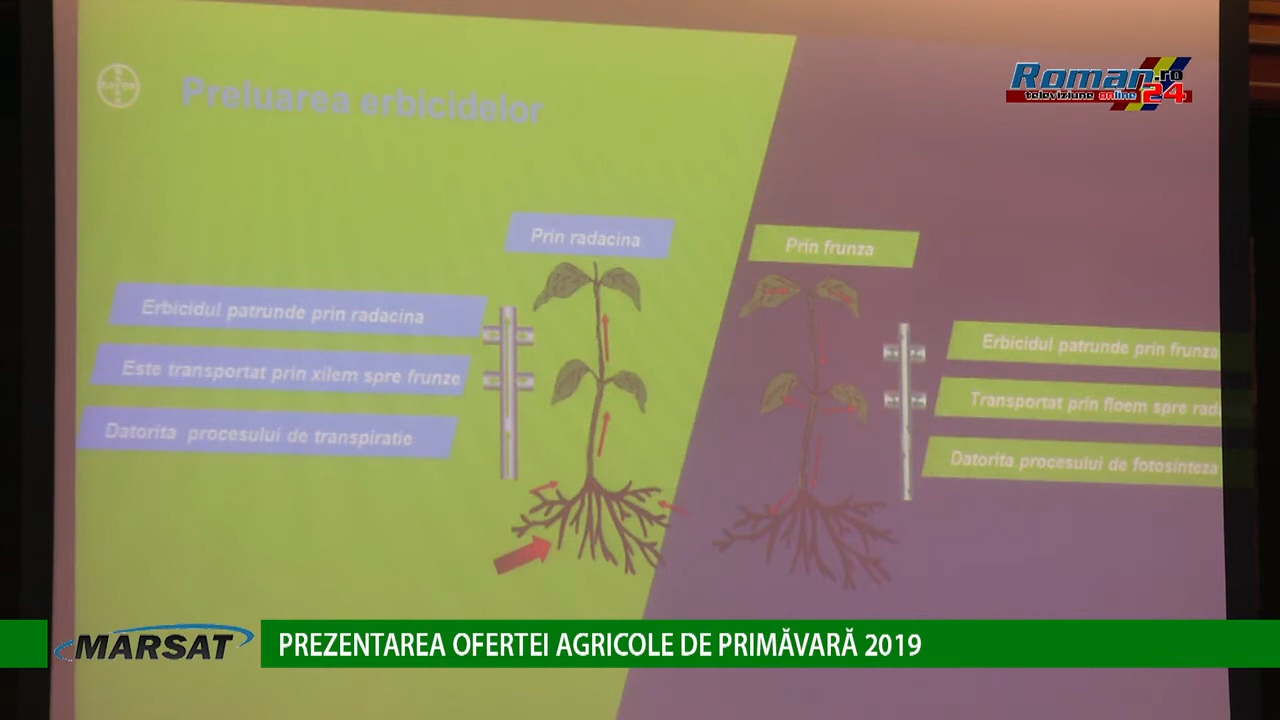 Roman.ro
televiziune online 24
BAYER
Preluarea erbicidelor
Prin radacina
Prin frunza
Erbicidul patrunde prin radacina
Este transportat prin xilem spre frunze
Datorita procesului de transpiratie
Erbicidul patrunde prin frunza
Transportat prin floem spre
Datorita procesului de fotosinteza
MARSAT
PREZENTAREA OFERTEI AGRICOLE DE PRIMĂVARĂ 2019